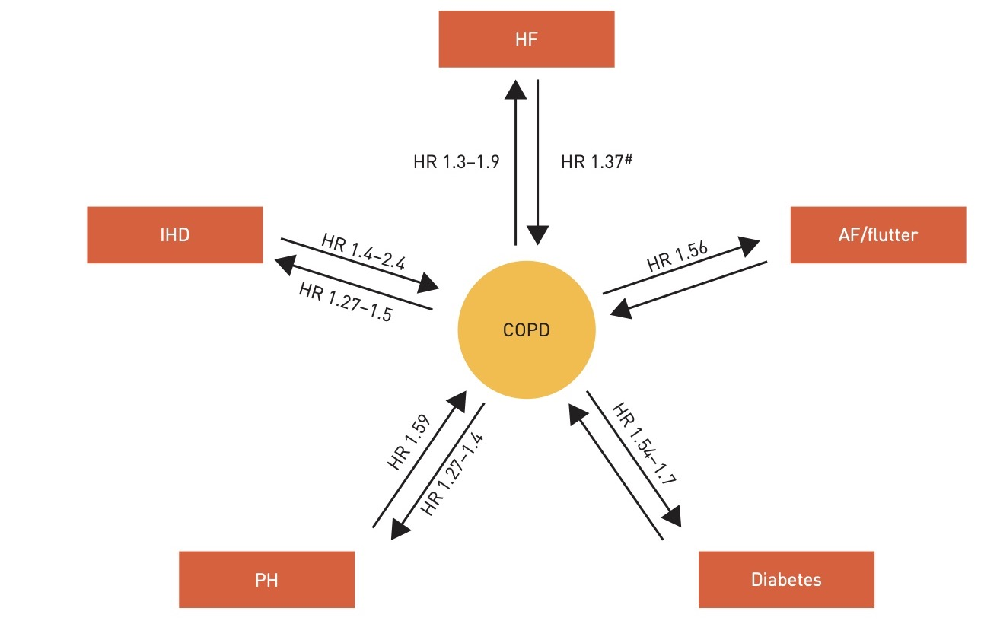 HF
HR 1.3–1.9
HR 1.37#
IHD
HR 1.4–2.4
HR 1.27–1.5
HR 1.56
AF/flutter
COPD
HR 1.59
HR 1.27–1.4
HR 1.54–1.7
PH
Diabetes